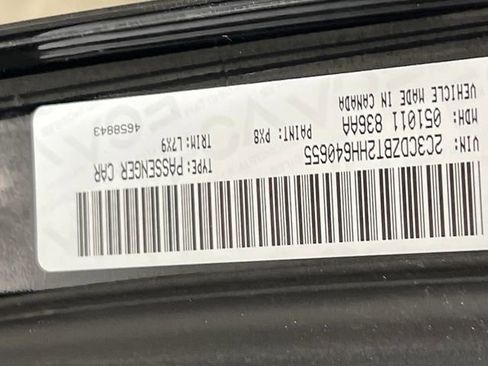 VIN: 2C3CDZBT2HH640655 TYPE: PASSENGER CAR
MDH: 051011 836AA PAINT: PX8 TRIM: L7X9
VEHICLE MADE IN CANADA 4658843